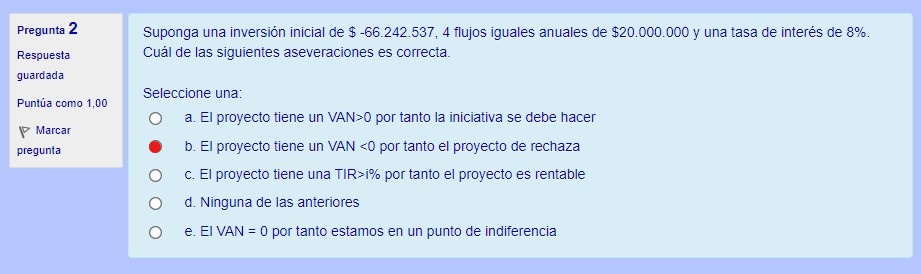 Pregunta 2
Respuesta
guardada
Puntúa como 1,00
Marcar
pregunta
Suponga una inversión inicial de $ -66.242.537, 4 flujos iguales anuales de $20.000.000 y una tasa de interés de 8%.
Cuál de las siguientes aseveraciones es correcta.
Seleccione una:
a. El proyecto tiene un VAN>0 por tanto la iniciativa se debe hacer
b. El proyecto tiene un VAN <0 por tanto el proyecto de rechaza
c. El proyecto tiene una TIR>i% por tanto el proyecto es rentable
d. Ninguna de las anteriores
e. El VAN = 0 por tanto estamos en un punto de indiferencia